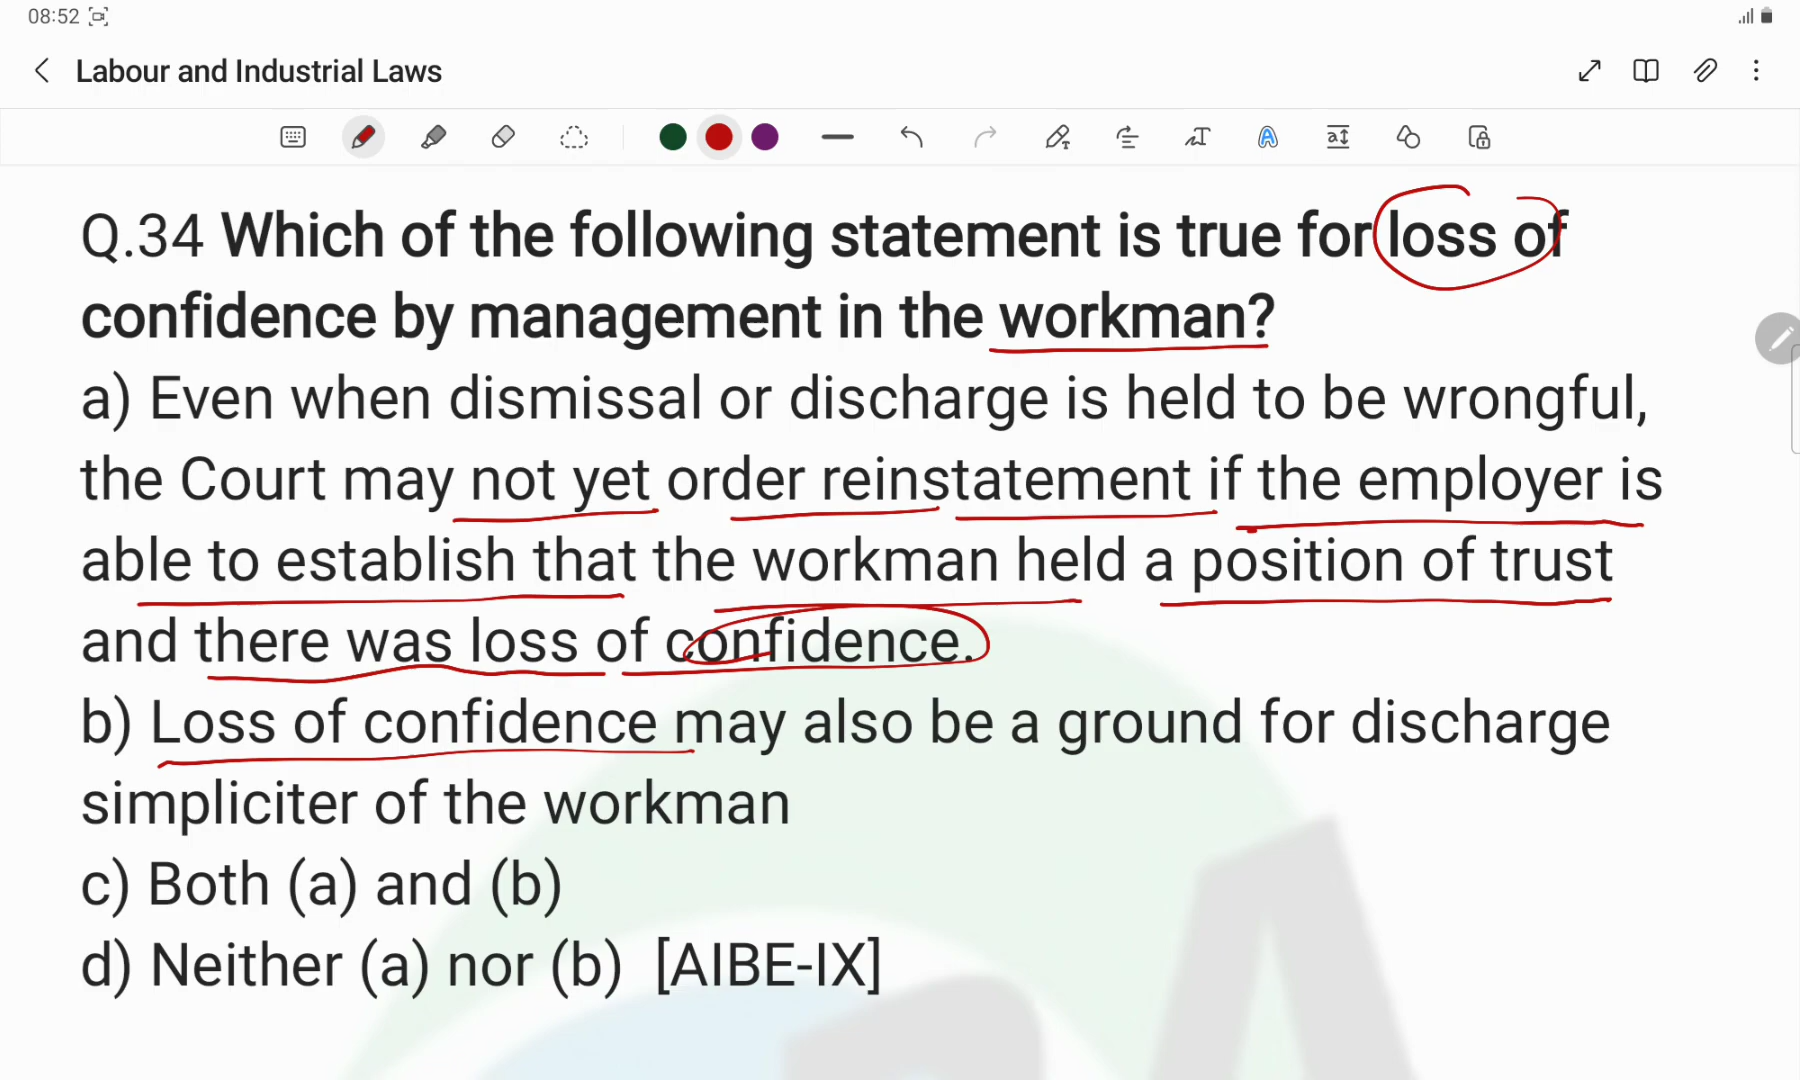 08:52
Labour and Industrial Laws
Q.34 Which of the following statement is true for loss of
confidence by management in the workman?
a) Even when dismissal or discharge is held to be wrongful,
the Court may not yet order reinstatement if the employer is
able to establish that the workman held a position of trust
and there was loss of confidence.
b) Loss of confidence may also be a ground for discharge
simpliciter of the workman
c) Both (a) and (b)
d) Neither (a) nor (b) [AIBE-IX]